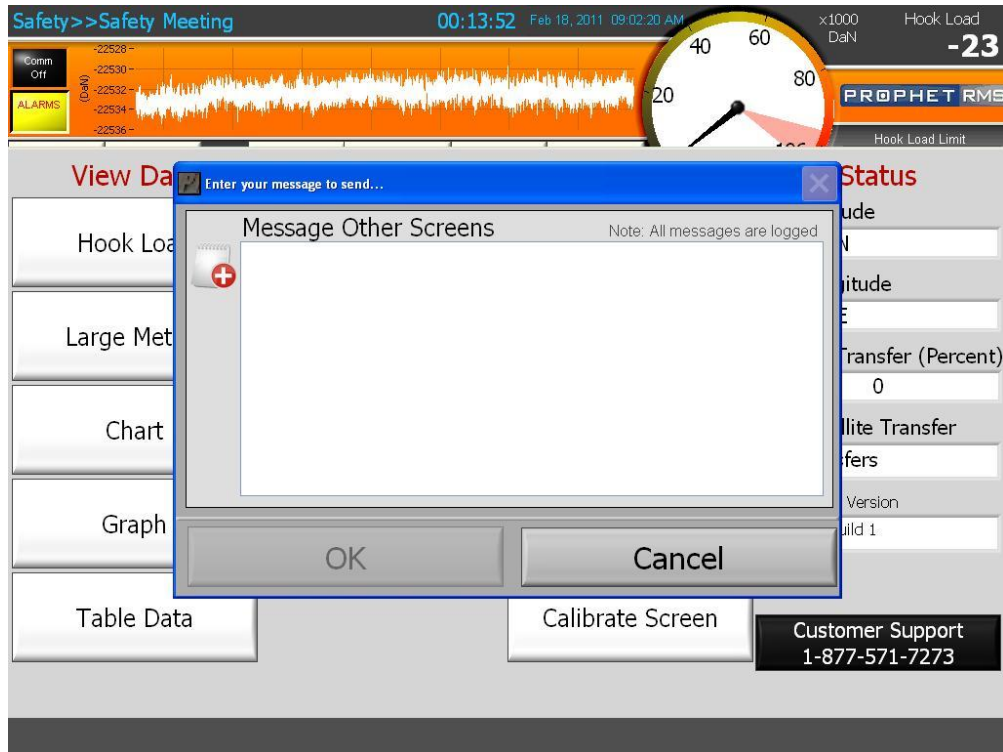 Safety>>Safety Meeting
00:13:52 Feb 18, 2011 09:02:20 AM
x1000
DaN
Hook Load
-23
Comm
Off
ALARMS
(DaN)
-22528
-22530
-22532
-22534
-22536
20
40
60
80
PROPHET RMS
Hook Load Limit
View Da
Status
Enter your message to send...
Message Other Screens
Note: All messages are logged
Hook Loa
Large Met
Chart
Graph
Table Data
OK
Cancel
Calibrate Screen
ude
N
gitude
E
Transfer (Percent)
0
llite Transfer
sfers
Version
uild 1
Customer Support
1-877-571-7273